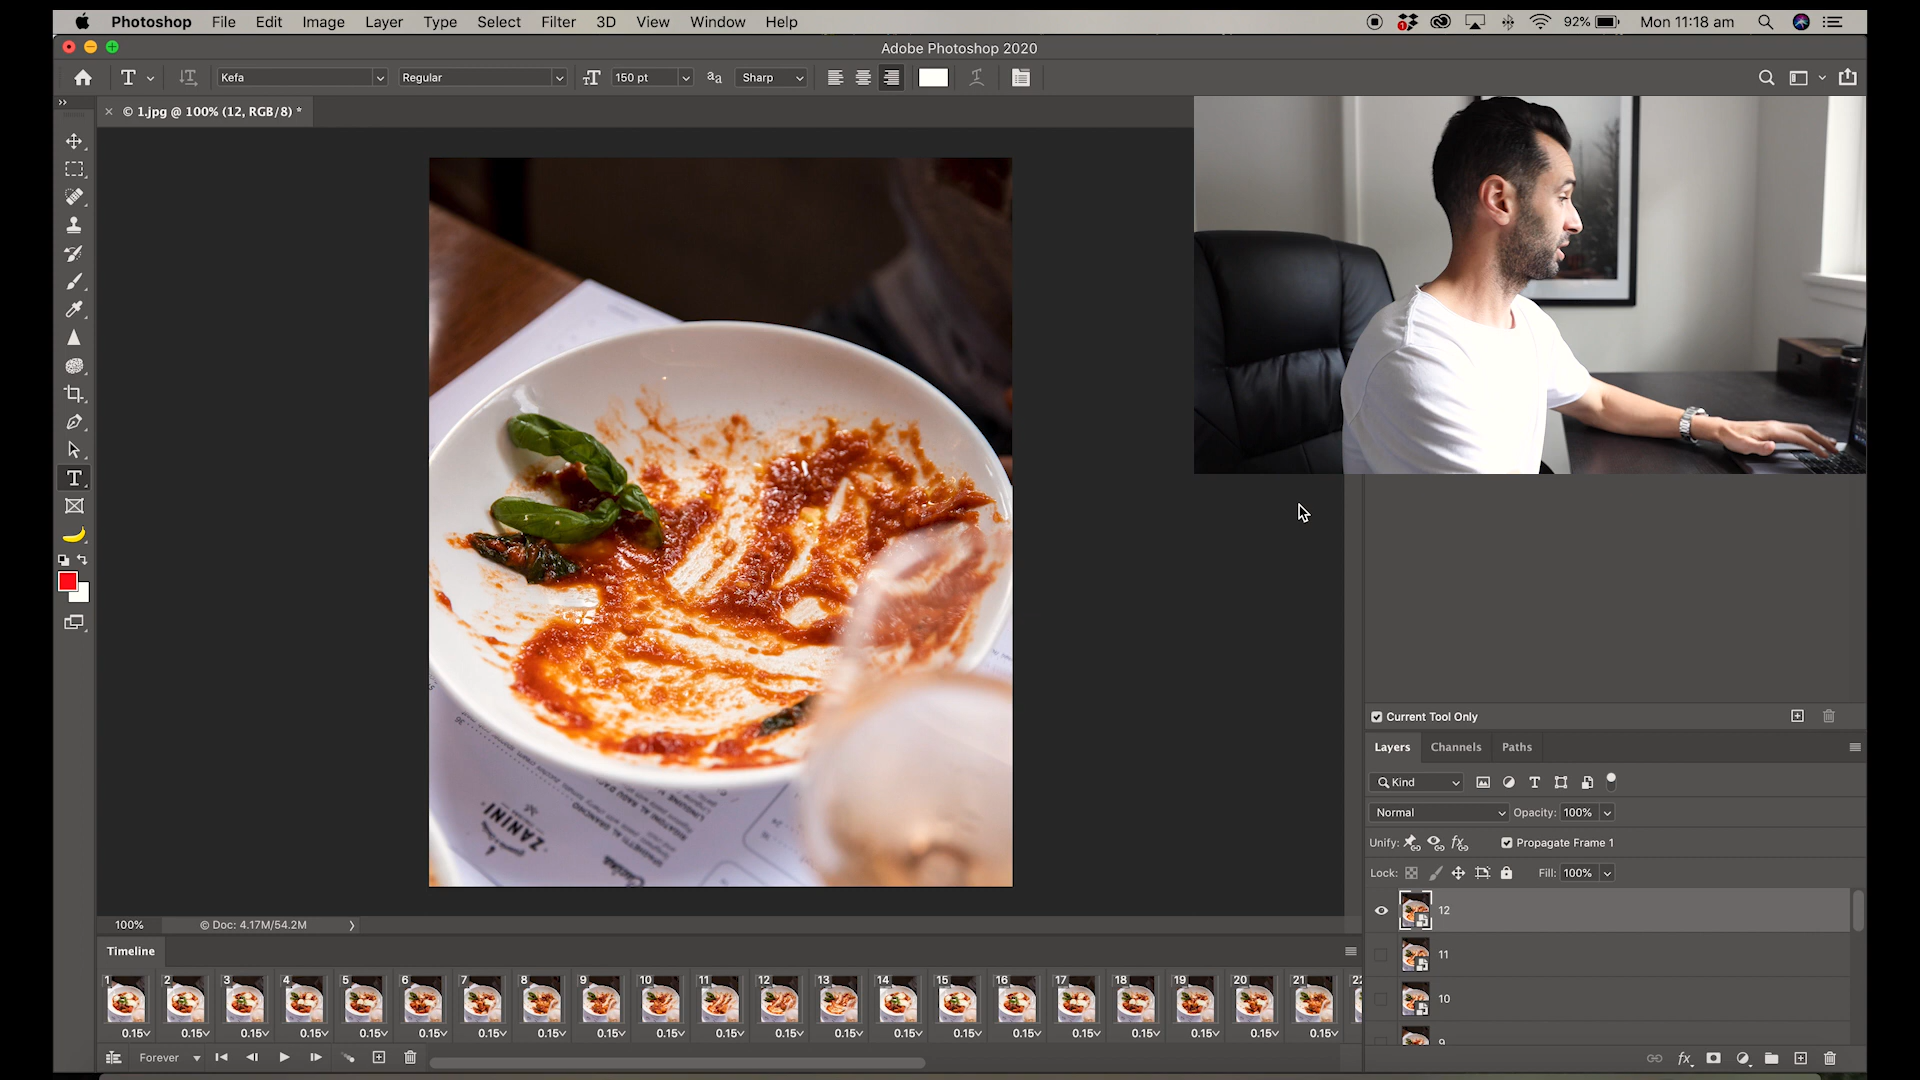 Photoshop File Edit Image Layer Type Select Filter 3D View Window Help 92% Mon 11:18 am
Adobe Photoshop 2020
Kefa Regular 150 pt Sharp
© 1.jpg @ 100% (12, RGB/8) *
ZANINI
Current Tool Only
Layers Channels Paths
Kind
Normal Opacity: 100%
Unify: Propagate Frame 1
Lock: Fill: 100%
12
11
10
9
100% © Doc: 4.17M/54.2M
Timeline
1 2 3 4 5 6 7 8 9 10 11 12 13 14 15 16 17 18 19 20 21 22
0.15 0.15 0.15 0.15 0.15 0.15 0.15 0.15 0.15 0.15 0.15 0.15 0.15 0.15 0.15 0.15 0.15 0.15 0.15 0.15 0.15
Forever